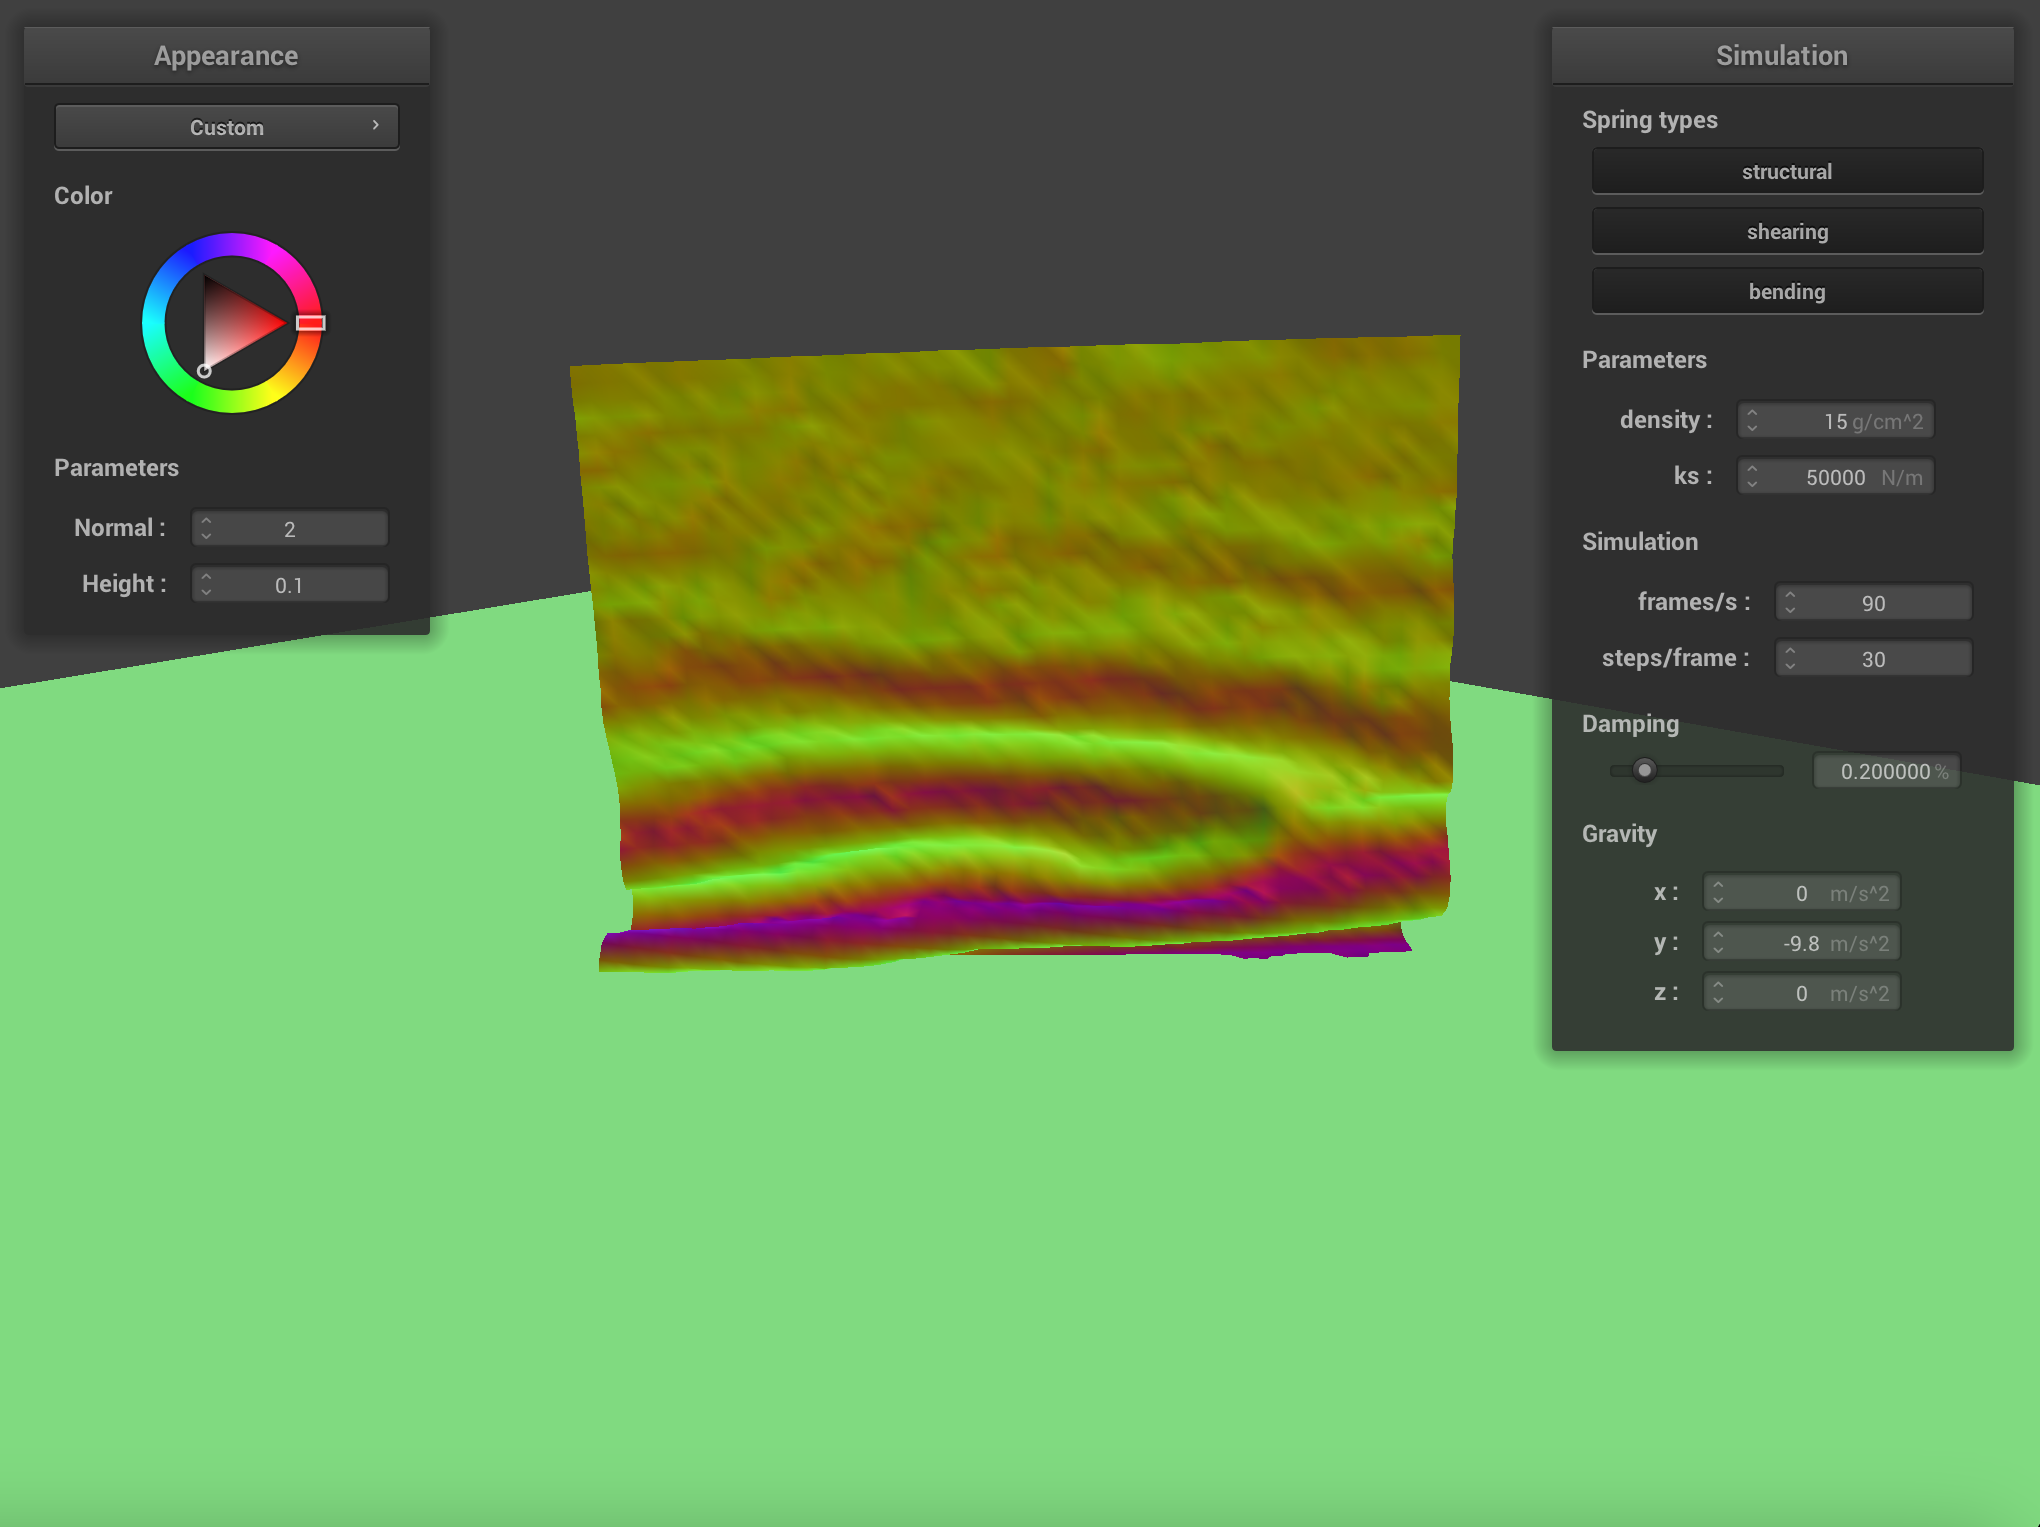 Appearance
Custom
Color
Parameters
Normal : 2
Height : 0.1
Simulation
Spring types
structural
shearing
bending
Parameters
density : 15 g/cm^2
ks : 50000 N/m
Simulation
frames/s : 90
steps/frame : 30
Damping
0.200000 %
Gravity
x : 0 m/s^2
y : -9.8 m/s^2
z : 0 m/s^2